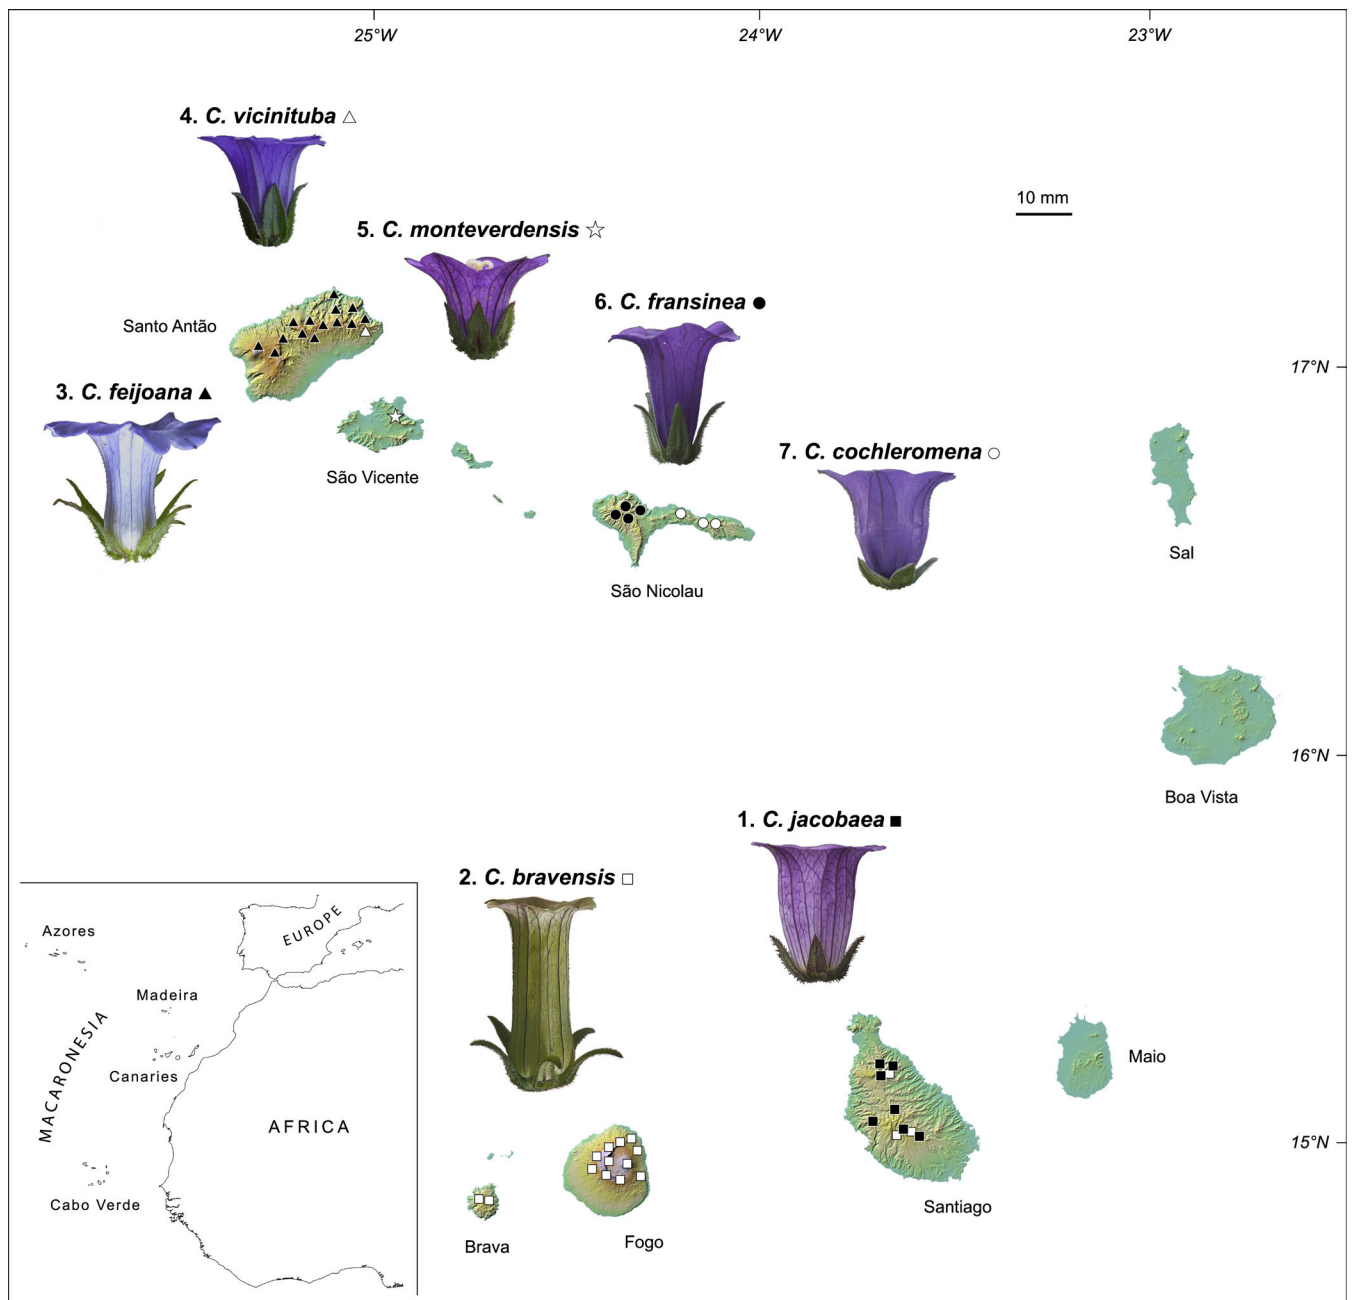 25°W
24°W
23°W
4. C. vicinituba △
10 mm
5. C. monteverdensis ☆
6. C. fransinea ●
Santo Antão
17°N
3. C. feijoana ▲
7. C. cochleromena ○
São Vicente
Sal
São Nicolau
16°N
Boa Vista
1. C. jacobaea ■
2. C. bravensis □
Azores
EUROPE
Madeira
MACARONESIA
Canaries
AFRICA
Cabo Verde
Maio
15°N
Santiago
Fogo
Brava